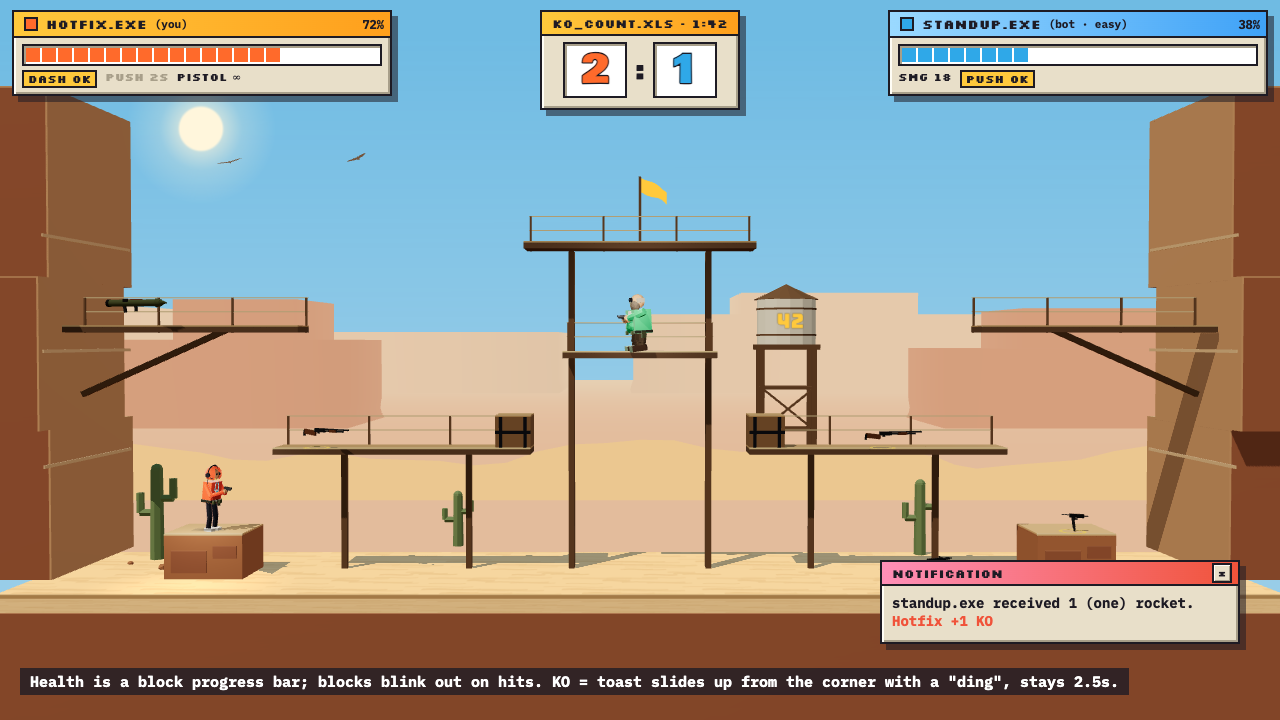 HOTFIX.EXE (you) 72%
DASH OK PUSH 2S PISTOL ∞
KO_COUNT.XLS - 1:42
2 : 1
STANDUP.EXE (bot · easy) 38%
SMG 18 PUSH OK
42
NOTIFICATION x
standup.exe received 1 (one) rocket.
Hotfix +1 KO
Health is a block progress bar; blocks blink out on hits. KO = toast slides up from the corner with a "ding", stays 2.5s.